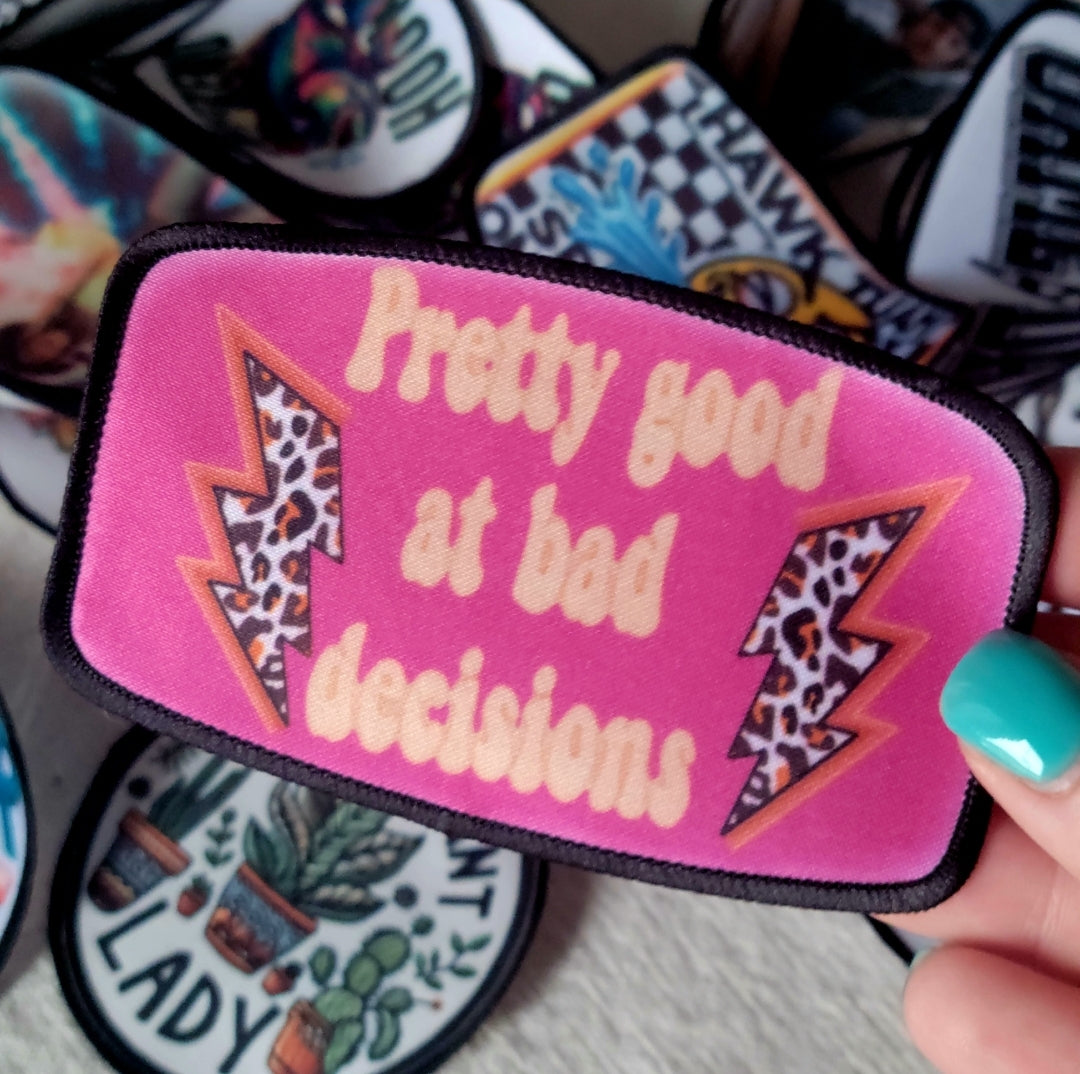 Pretty good
at bad
decisions
HAWK
LADY